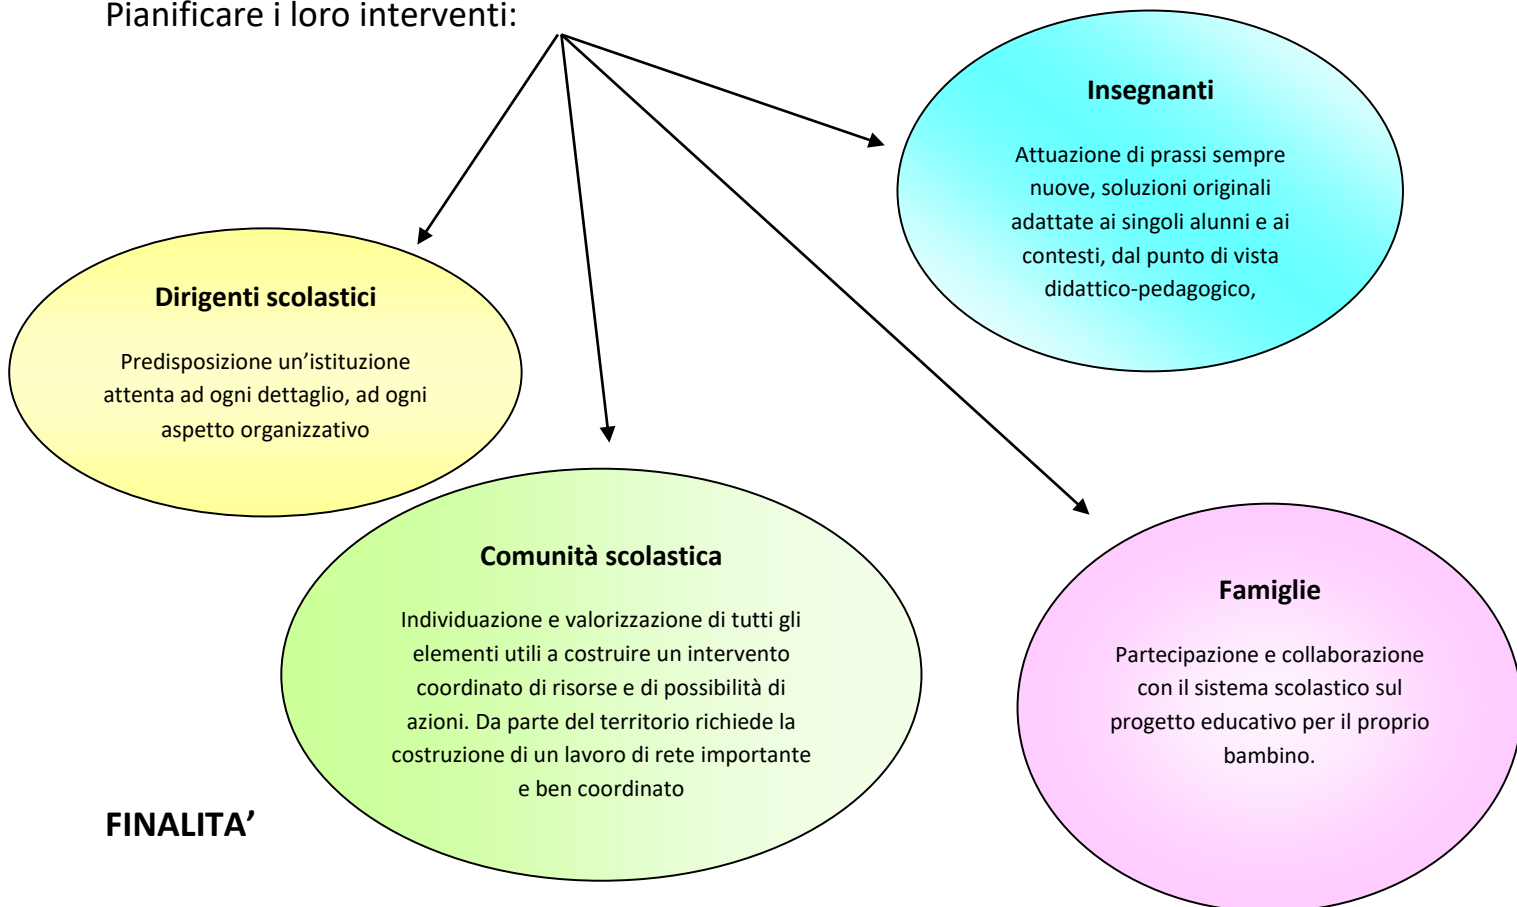 Pianificare i loro interventi:
Insegnanti
Attuazione di prassi sempre
nuove, soluzioni originali
adattate ai singoli alunni e ai
contesti, dal punto di vista
didattico-pedagogico,
Dirigenti scolastici
Predisposizione un’istituzione
attenta ad ogni dettaglio, ad ogni
aspetto organizzativo
Comunità scolastica
Individuazione e valorizzazione di tutti gli
elementi utili a costruire un intervento
coordinato di risorse e di possibilità di
azioni. Da parte del territorio richiede la
costruzione di un lavoro di rete importante
e ben coordinato
Famiglie
Partecipazione e collaborazione
con il sistema scolastico sul
progetto educativo per il proprio
bambino.
FINALITA’